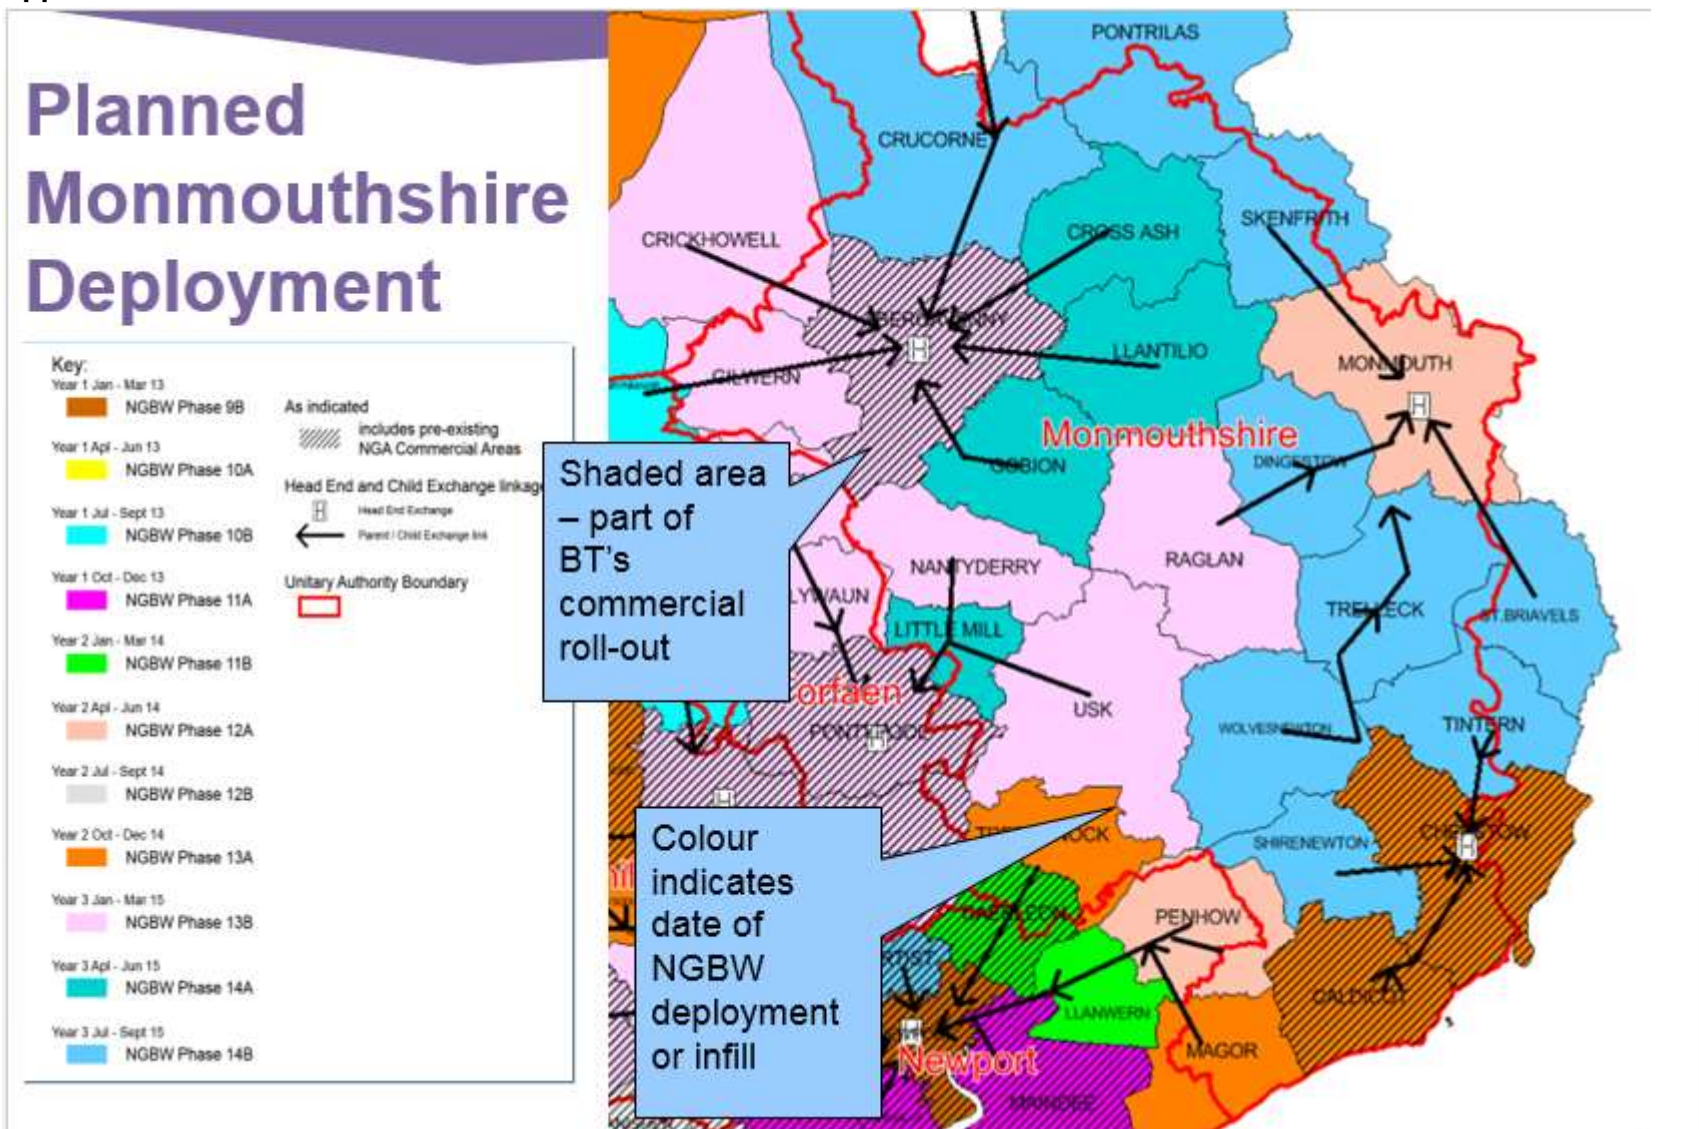 Planned
Monmouthshire
Deployment
Key:
Year 1 Jan - Mar 13
NGBW Phase 9B
Year 1 Apl - Jun 13
NGBW Phase 10A
Year 1 Jul - Sept 13
NGBW Phase 10B
Year 1 Oct - Dec 13
NGBW Phase 11A
Year 2 Jan - Mar 14
NGBW Phase 11B
Year 2 Apl - Jun 14
NGBW Phase 12A
Year 2 Jul - Sept 14
NGBW Phase 12B
Year 2 Oct - Dec 14
NGBW Phase 13A
Year 3 Jan - Mar 15
NGBW Phase 13B
Year 3 Apl - Jun 15
NGBW Phase 14A
Year 3 Jul - Sept 15
NGBW Phase 14B
As indicated
includes pre-existing
NGA Commercial Areas
Head End and Child Exchange linkage
H
Head End Exchange
Parent / Child Exchange link
Unitary Authority Boundary
Shaded area
– part of
BT's
commercial
roll-out
Colour
indicates
date of
NGBW
deployment
or infill
PONTRILAS
CRUCORNEY
CROSS ASH
SKENFRITH
CRICKHOWELL
H
LLANTILIO
MONMOUTH
GILWERN
H
Monmouthshire
DINGESTOW
GOBION
RAGLAN
NANTYDERRY
LYWAUN
TRELLECK
ST.BRIAVELS
LITTLE MILL
orfaen
USK
PONTYPOOL
H
WOLVESNEWTON
TINTERN
H
NOCK
CHEPSTOW
H
SHIRENEWTON
CAERLEON
PENHOW
RTIST
CALDICOT
LLANWERN
H
Newport
MAGOR
MAINDEE